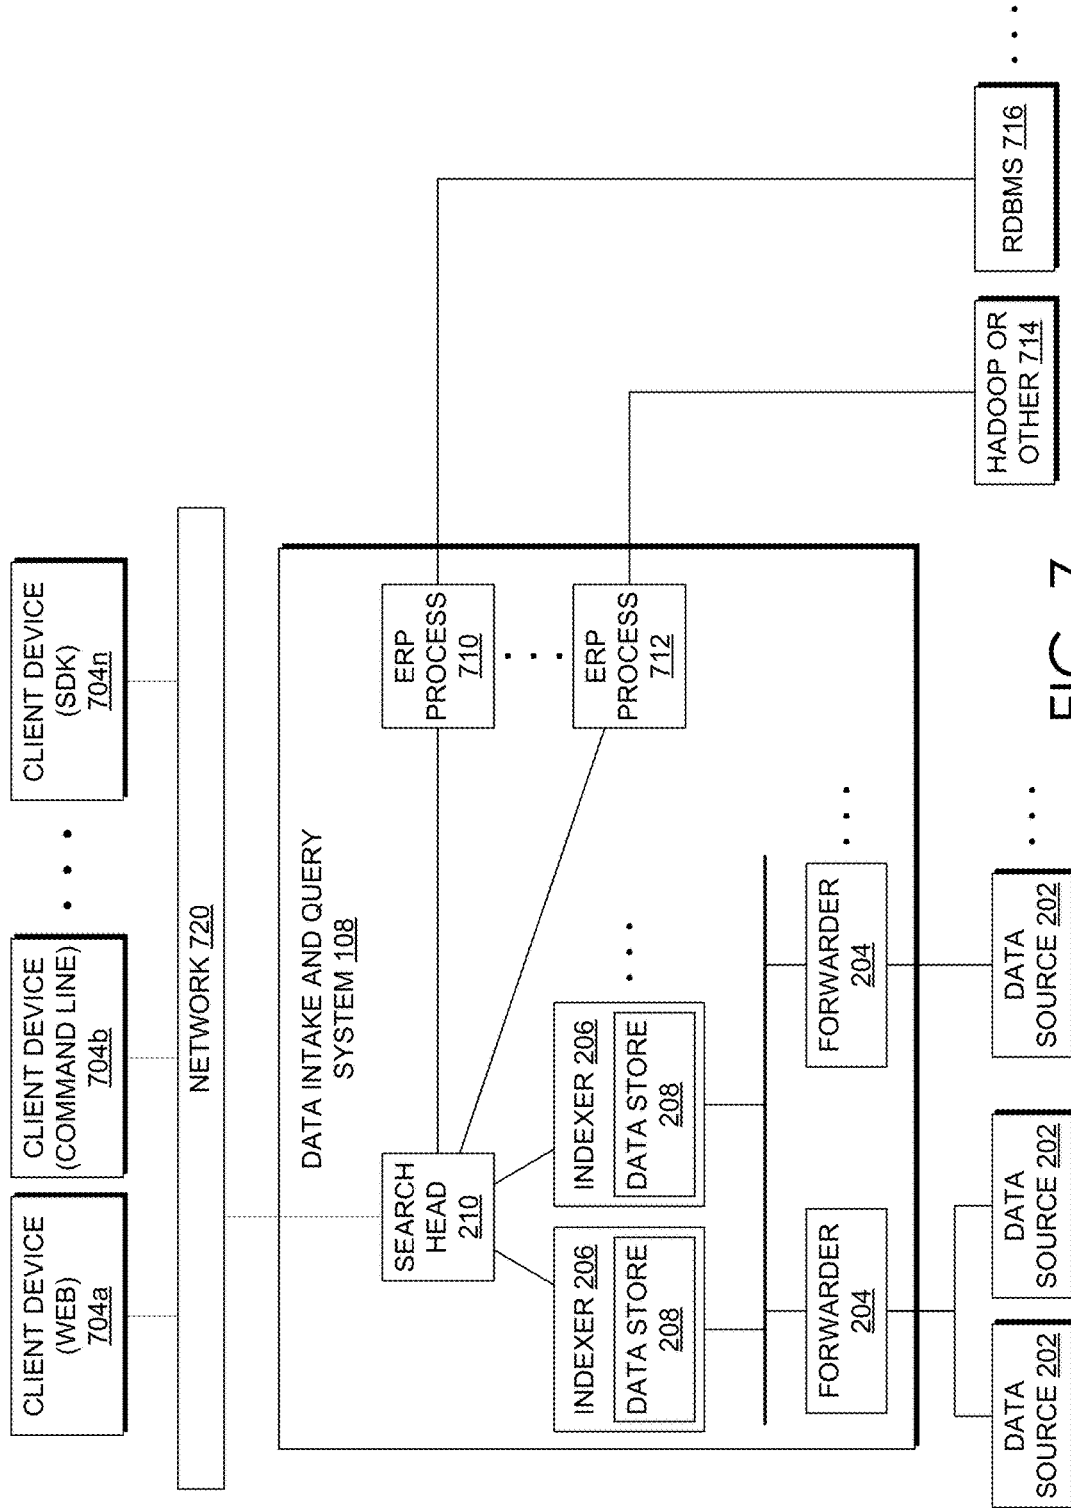 CLIENT DEVICE
(WEB)
704a
CLIENT DEVICE
(COMMAND LINE)
704b
CLIENT DEVICE
(SDK)
704n
NETWORK 720
DATA INTAKE AND QUERY
SYSTEM 108
SEARCH
HEAD
210
ERP
PROCESS
710
ERP
PROCESS
712
INDEXER 206
DATA STORE
208
INDEXER 206
DATA STORE
208
FORWARDER
204
FORWARDER
204
DATA
SOURCE 202
DATA
SOURCE 202
DATA
SOURCE 202
HADOOP OR
OTHER 714
RDBMS 716